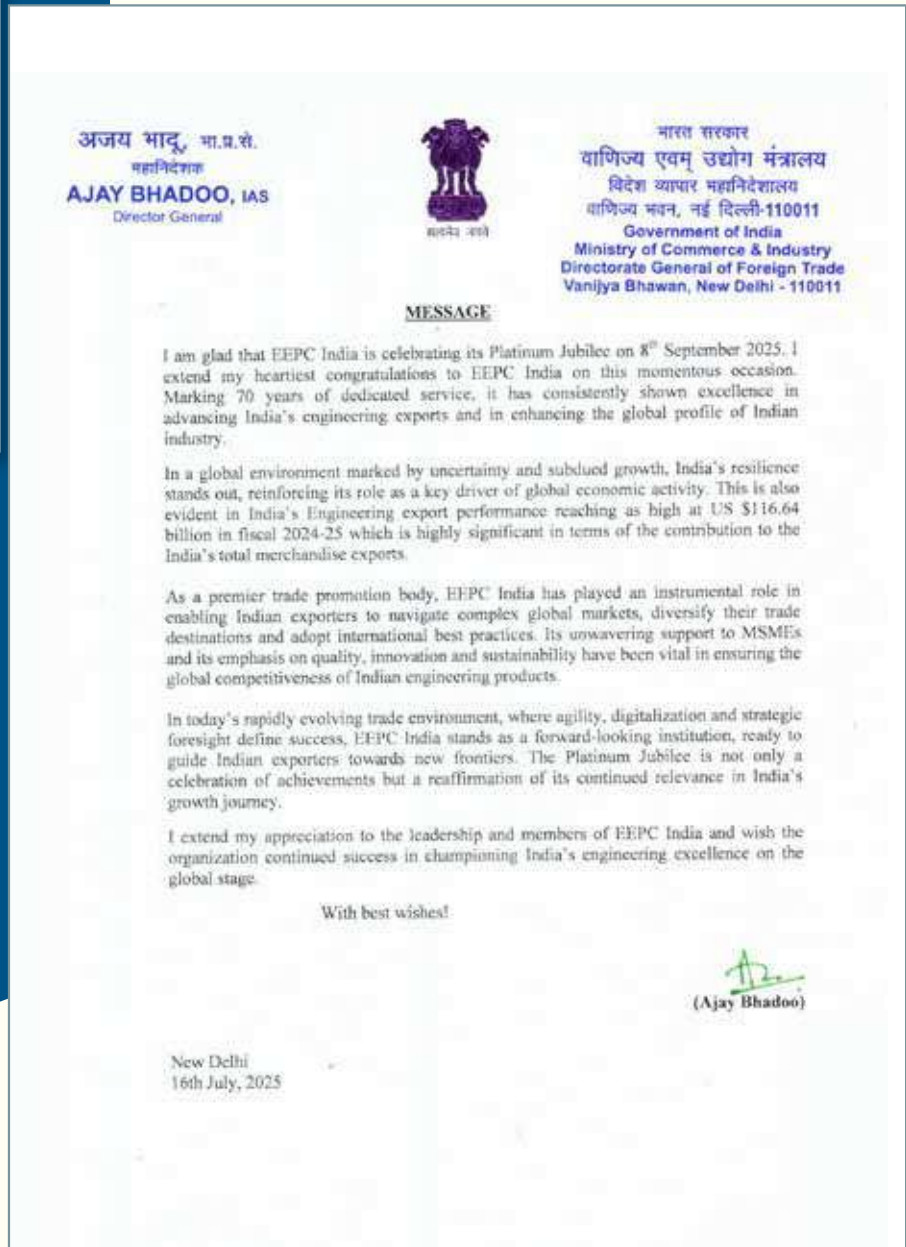 अजय भादू, भा.प्र.से.
महानिदेशक
AJAY BHADOO, IAS
Director General
सत्यमेव जयते
भारत सरकार
वाणिज्य एवम् उद्योग मंत्रालय
विदेश व्यापार महानिदेशालय
वाणिज्य भवन, नई दिल्ली-110011
Government of India
Ministry of Commerce & Industry
Directorate General of Foreign Trade
Vanijya Bhawan, New Delhi - 110011
MESSAGE
I am glad that EEPC India is celebrating its Platinum Jubilee on 8th September 2025. I
extend my heartiest congratulations to EEPC India on this momentous occasion.
Marking 70 years of dedicated service, it has consistently shown excellence in
advancing India's engineering exports and in enhancing the global profile of Indian
industry.
In a global environment marked by uncertainty and subdued growth, India's resilience
stands out, reinforcing its role as a key driver of global economic activity. This is also
evident in India's Engineering export performance reaching as high at US $116.64
billion in fiscal 2024-25 which is highly significant in terms of the contribution to the
India's total merchandise exports.
As a premier trade promotion body, EEPC India has played an instrumental role in
enabling Indian exporters to navigate complex global markets, diversify their trade
destinations and adopt international best practices. Its unwavering support to MSMEs
and its emphasis on quality, innovation and sustainability have been vital in ensuring the
global competitiveness of Indian engineering products.
In today's rapidly evolving trade environment, where agility, digitalization and strategic
foresight define success, EEPC India stands as a forward-looking institution, ready to
guide Indian exporters towards new frontiers. The Platinum Jubilee is not only a
celebration of achievements but a reaffirmation of its continued relevance in India's
growth journey.
I extend my appreciation to the leadership and members of EEPC India and wish the
organization continued success in championing India's engineering excellence on the
global stage.
With best wishes!
(Ajay Bhadoo)
New Delhi
16th July, 2025